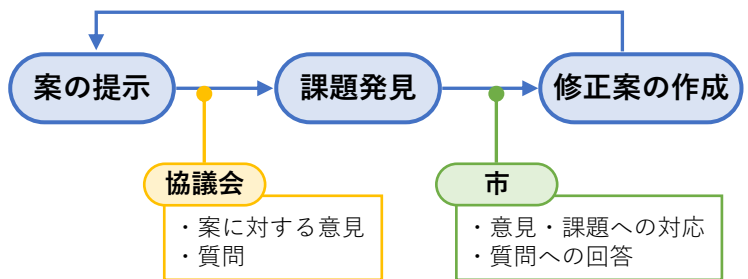 案の提示
課題発見
修正案の作成
協議会
・案に対する意見
・質問
市
・意見・課題への対応
・質問への回答